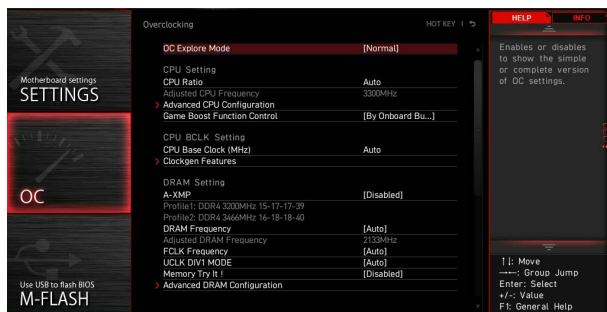 Overclocking
HOT KEY |
HELP
INFO
Motherboard settings
SETTINGS
OC
Use USB to flash BIOS
M-FLASH
OC Explore Mode [Normal]
CPU Setting
CPU Ratio Auto
Adjusted CPU Frequency 3300MHz
Advanced CPU Configuration
Game Boost Function Control [By Onboard Bu...]
CPU BCLK Setting
CPU Base Clock (MHz) Auto
Clockgen Features
DRAM Setting
A-XMP [Disabled]
Profile1: DDR4 3200MHz 15-17-17-39
Profile2: DDR4 3466MHz 16-18-18-40
DRAM Frequency [Auto]
Adjusted DRAM Frequency 2133MHz
FCLK Frequency [Auto]
UCLK DIV1 MODE [Auto]
Memory Try It ! [Disabled]
Advanced DRAM Configuration
Enables or disables
to show the simple
or complete version
of OC settings.
↑↓: Move
→←: Group Jump
Enter: Select
+/-: Value
F1: General Help